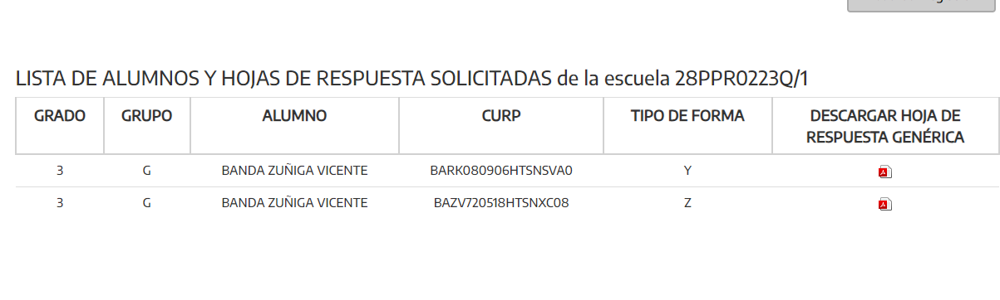 LISTA DE ALUMNOS Y HOJAS DE RESPUESTA SOLICITADAS de la escuela 28PPR0223Q/1
GRADO GRUPO ALUMNO CURP TIPO DE FORMA DESCARGAR HOJA DE
RESPUESTA GENÉRICA
3 G BANDA ZUÑIGA VICENTE BARK080906HTSNSVA0 Y
3 G BANDA ZUÑIGA VICENTE BAZV720518HTSNXC08 Z